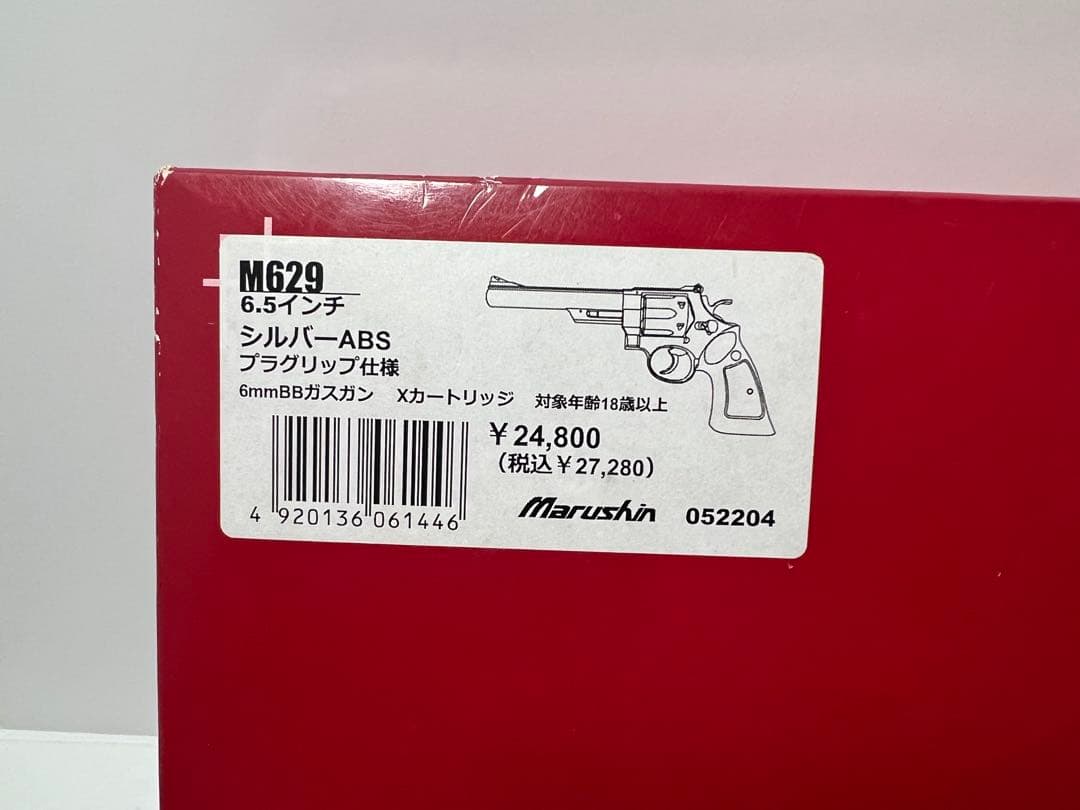 M629
6.5インチ
シルバーABS
プラグリップ仕様
6mmBBガスガン Xカートリッジ 対象年齢18歳以上
￥24,800
（税込￥27,280）
4 920136 061446
Marushin 052204